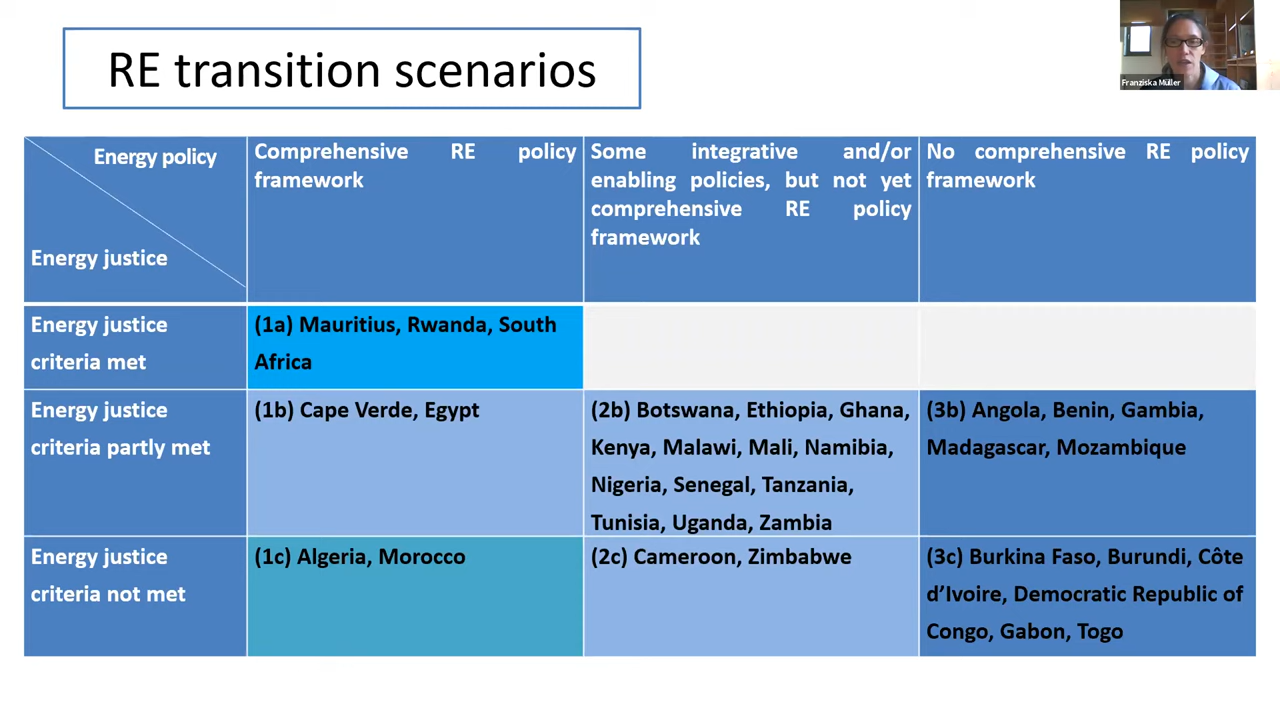 RE transition scenarios
Franziska Müller
Energy policy
Energy justice
Comprehensive RE policy
framework
Some integrative and/or
enabling policies, but not yet
comprehensive RE policy
framework
No comprehensive RE policy
framework
Energy justice
criteria met
(1a) Mauritius, Rwanda, South
Africa
Energy justice
criteria partly met
(1b) Cape Verde, Egypt
(2b) Botswana, Ethiopia, Ghana,
Kenya, Malawi, Mali, Namibia,
Nigeria, Senegal, Tanzania,
Tunisia, Uganda, Zambia
(3b) Angola, Benin, Gambia,
Madagascar, Mozambique
Energy justice
criteria not met
(1c) Algeria, Morocco
(2c) Cameroon, Zimbabwe
(3c) Burkina Faso, Burundi, Côte
d’Ivoire, Democratic Republic of
Congo, Gabon, Togo